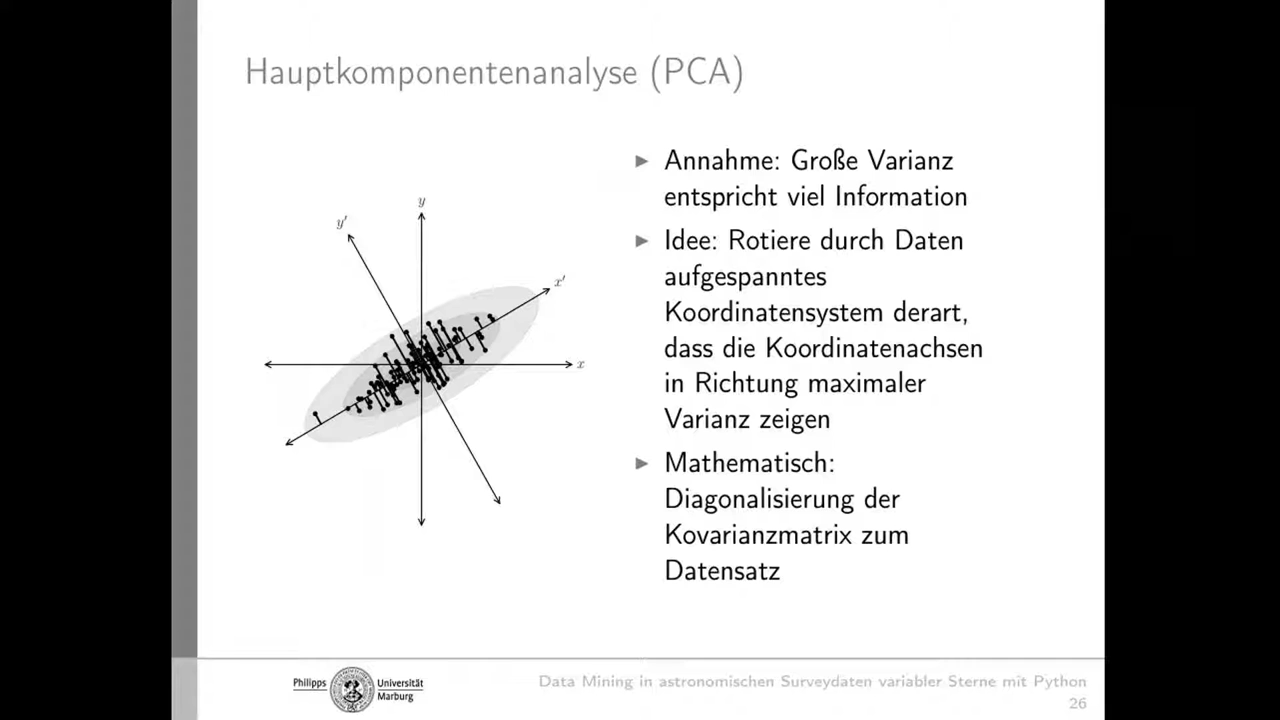 Hauptkomponentenanalyse (PCA)
y
y′
x′
x
▶ Annahme: Große Varianz
entspricht viel Information
▶ Idee: Rotiere durch Daten
aufgespanntes
Koordinatensystem derart,
dass die Koordinatenachsen
in Richtung maximaler
Varianz zeigen
▶ Mathematisch:
Diagonalisierung der
Kovarianzmatrix zum
Datensatz
Philipps Universität
Marburg
Data Mining in astronomischen Surveydaten variabler Sterne mit Python
26